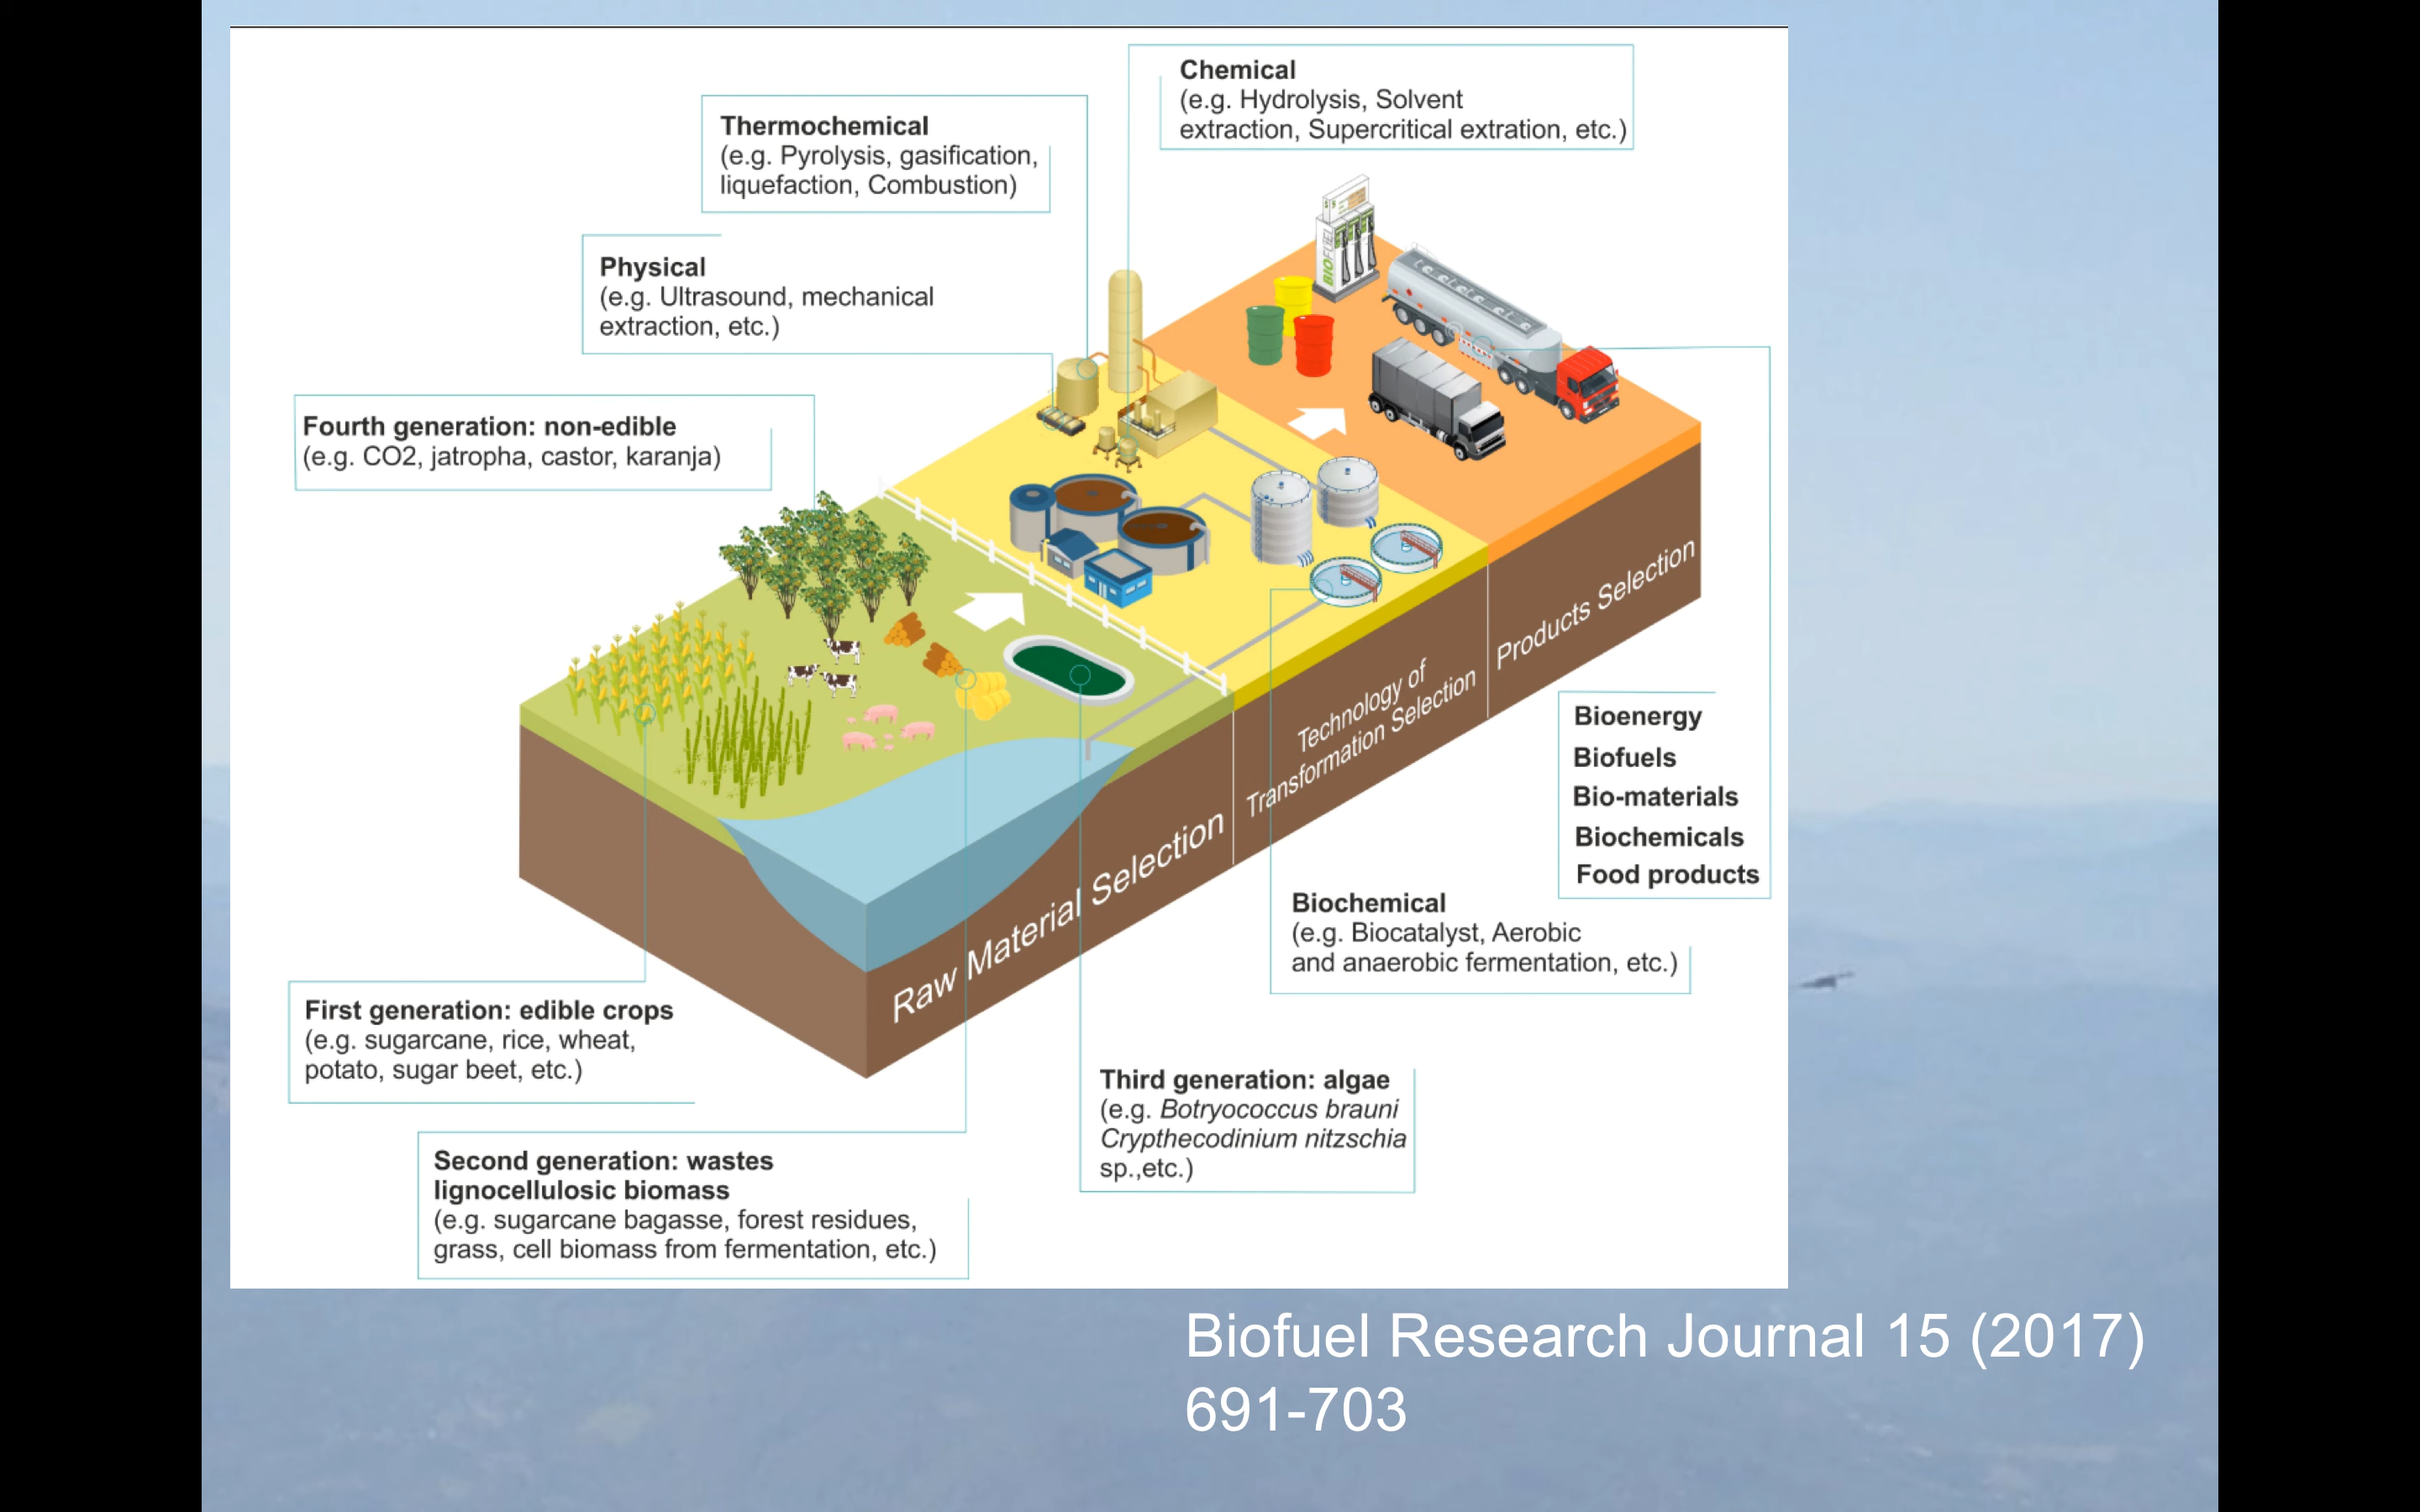 Chemical
(e.g. Hydrolysis, Solvent
extraction, Supercritical extration, etc.)
Thermochemical
(e.g. Pyrolysis, gasification,
liquefaction, Combustion)
Physical
(e.g. Ultrasound, mechanical
extraction, etc.)
Fourth generation: non-edible
(e.g. CO2, jatropha, castor, karanja)
BIOFUEL
Raw Material Selection
Technology of
Transformation Selection
Products Selection
Bioenergy
Biofuels
Bio-materials
Biochemicals
Food products
Biochemical
(e.g. Biocatalyst, Aerobic
and anaerobic fermentation, etc.)
First generation: edible crops
(e.g. sugarcane, rice, wheat,
potato, sugar beet, etc.)
Third generation: algae
(e.g. Botryococcus brauni
Crypthecodinium nitzschia
sp.,etc.)
Second generation: wastes
lignocellulosic biomass
(e.g. sugarcane bagasse, forest residues,
grass, cell biomass from fermentation, etc.)
Biofuel Research Journal 15 (2017)
691-703